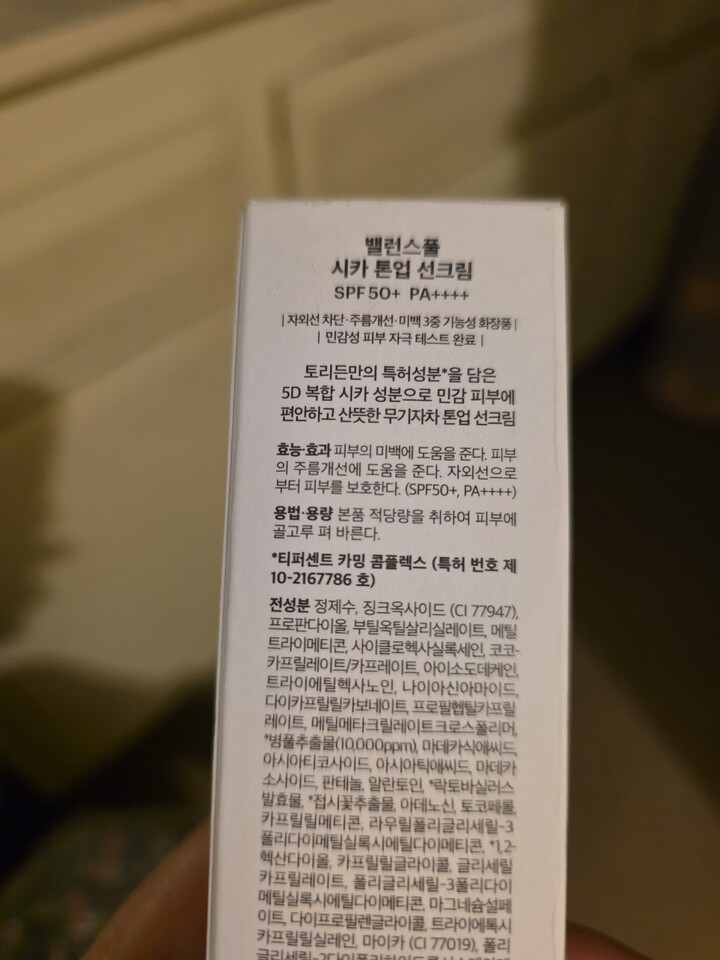 밸런스풀
시카 톤업 선크림
SPF 50+ PA++++
| 자외선 차단·주름개선·미백 3중 기능성 화장품 |
| 민감성 피부 자극 테스트 완료 |
토리든만의 특허성분*을 담은
5D 복합 시카 성분으로 민감 피부에
편안하고 산뜻한 무기자차 톤업 선크림
효능·효과 피부의 미백에 도움을 준다. 피부
의 주름개선에 도움을 준다. 자외선으로
부터 피부를 보호한다. (SPF50+, PA++++)
용법·용량 본품 적당량을 취하여 피부에
골고루 펴 바른다.
*티퍼센트 카밍 콤플렉스 (특허 번호 제
10-2167786 호)
전성분 정제수, 징크옥사이드 (CI 77947),
프로판다이올, 부틸옥틸살리실레이트, 메틸
트라이메티콘, 사이클로헥사실록세인, 코코-
카프릴레이트/카프레이트, 아이소도데케인,
트라이에틸헥사노인, 나이아신아마이드,
다이카프릴릴카보네이트, 프로필헵틸카프릴
레이트, 메틸메타크릴레이트크로스폴리머,
*병풀추출물(10,000ppm), 마데카식애씨드,
아시아티코사이드, 아시아틱애씨드, 마데카
소사이드, 판테놀, 알란토인, *락토바실러스
발효물, *접시꽃추출물, 아데노신, 토코페롤,
카프릴릴메티콘, 라우릴폴리글리세릴-3
폴리다이메틸실록시에틸다이메티콘, *1,2-
헥산다이올, 카프릴릴글라이콜, 글리세릴
카프릴레이트, 폴리글리세릴-3폴리다이
메틸실록시에틸다이메티콘, 마그네슘설페
이트, 다이프로필렌글라이콜, 트라이에톡시
카프릴릴실레인, 마이카 (CI 77019), 폴리